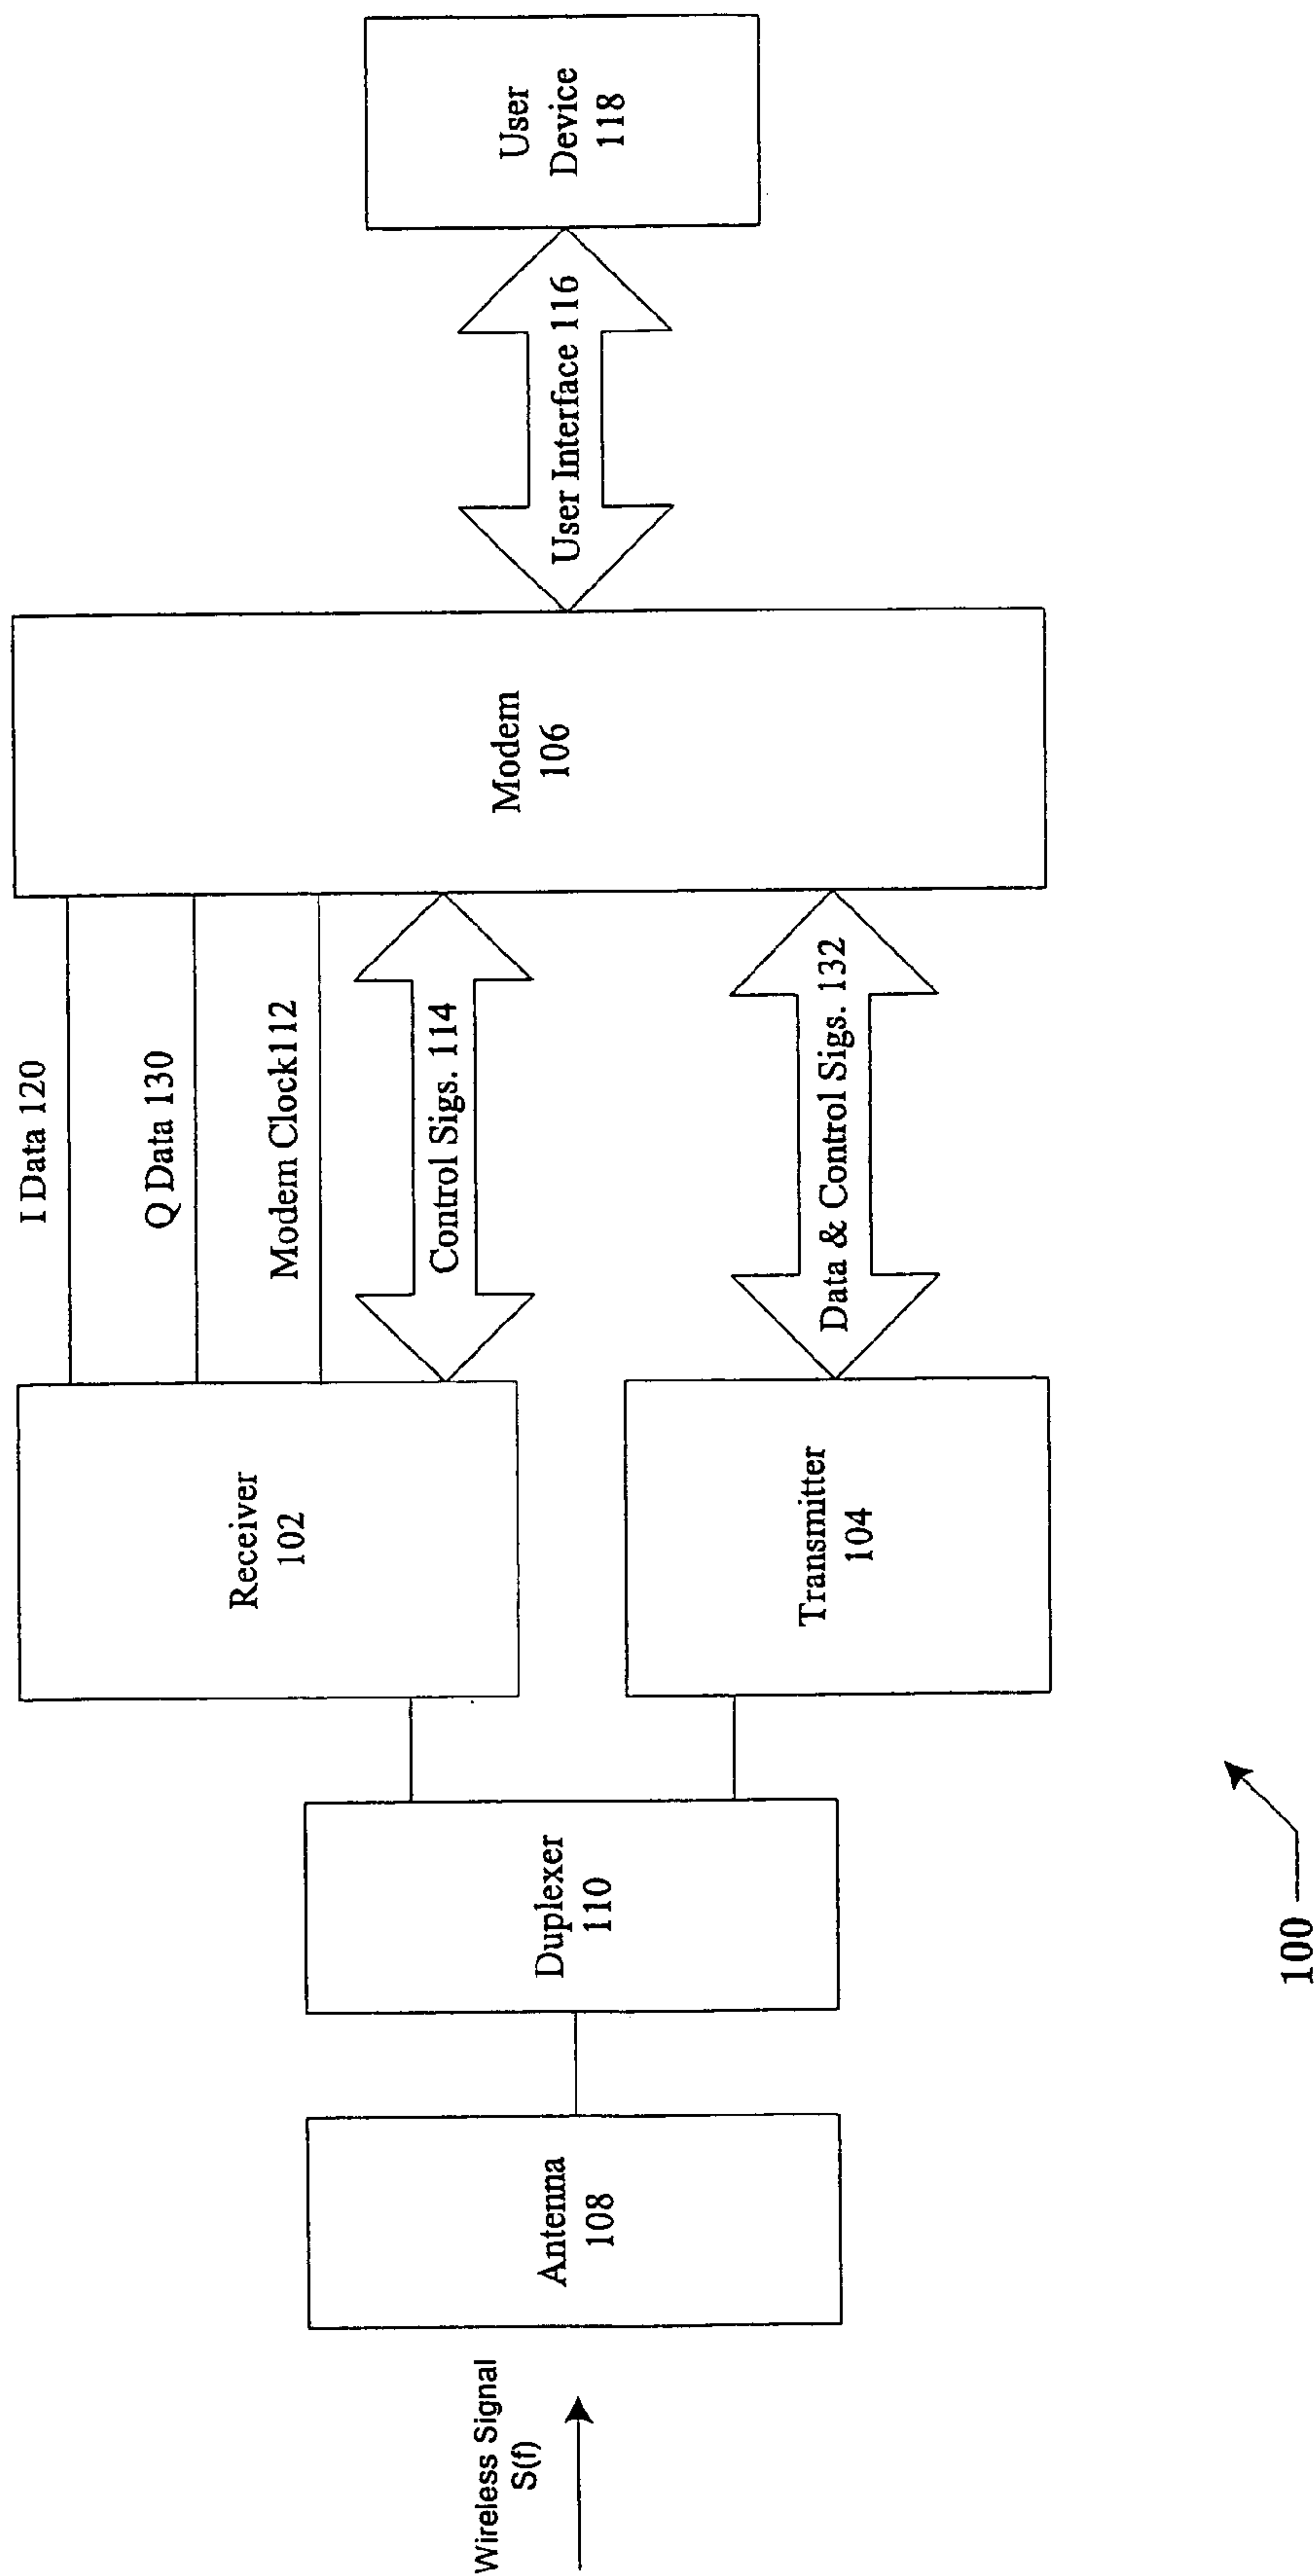 Wireless Signal
S(f)
Antenna
108
Duplexer
110
Receiver
102
Transmitter
104
I Data 120
Q Data 130
Modem Clock112
Control Sigs. 114
Data & Control Sigs. 132
Modem
106
User Interface 116
User
Device
118
100